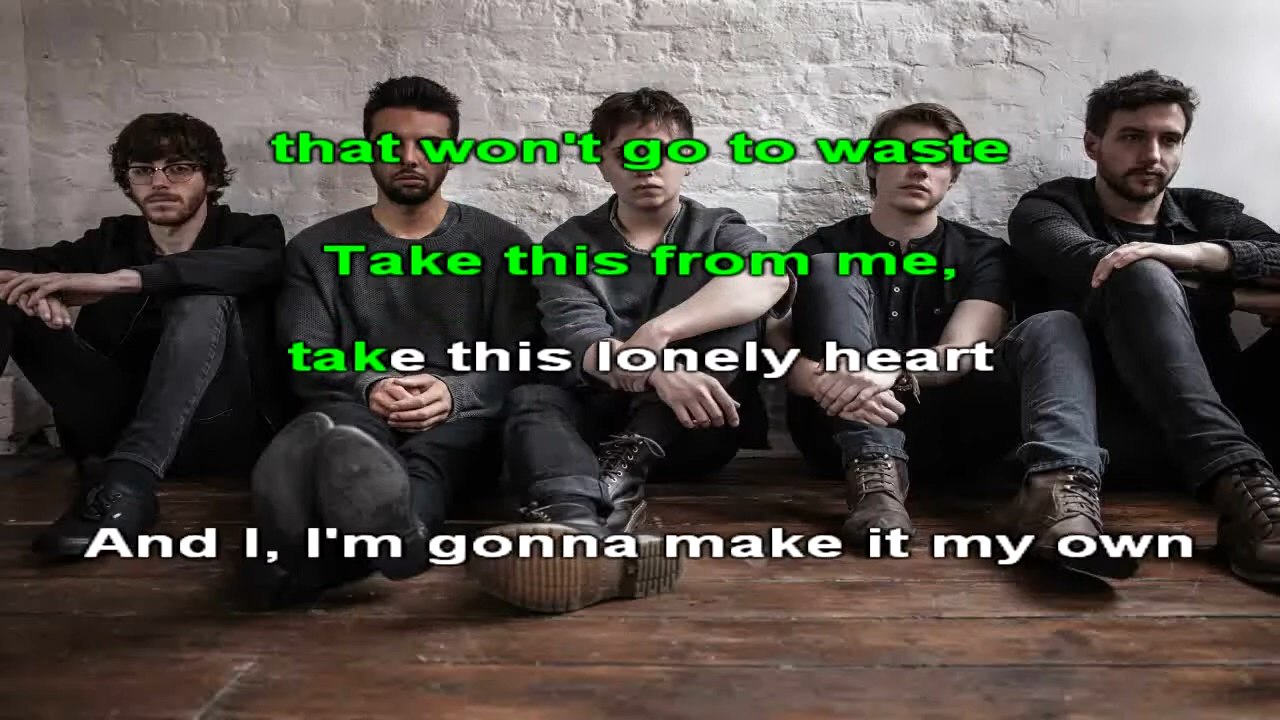 that won't go to waste
Take this from me,
take this lonely heart
And I, I'm gonna make it my own